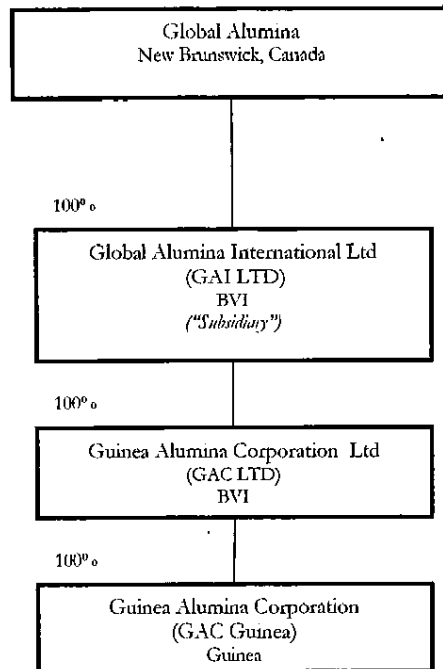 Global Alumina
New Brunswick, Canada
100%
Global Alumina International Ltd
(GAI LTD)
BVI
("Subsidiary")
100%
Guinea Alumina Corporation Ltd
(GAC LTD)
BVI
100%
Guinea Alumina Corporation
(GAC Guinea)
Guinea